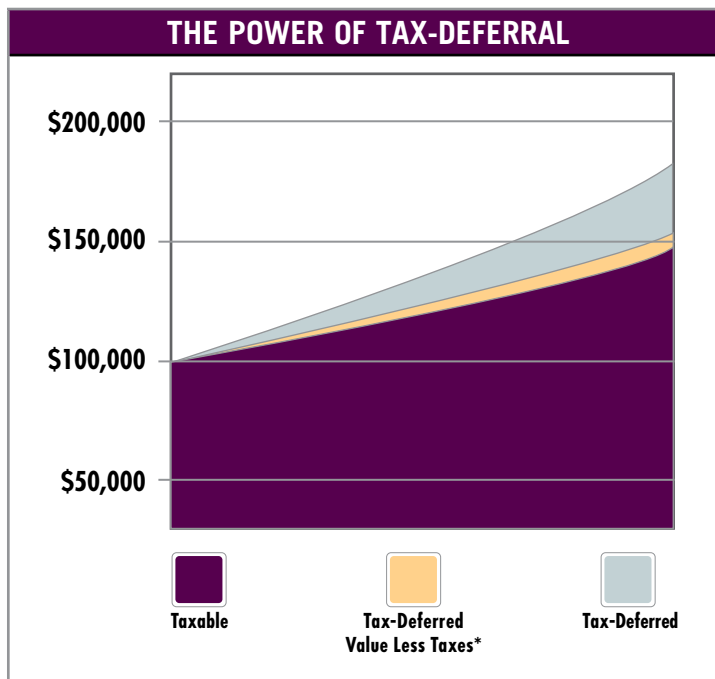 THE POWER OF TAX-DEFERRAL
$200,000
$150,000
$100,000
$50,000
Taxable
Tax-Deferred
Value Less Taxes*
Tax-Deferred